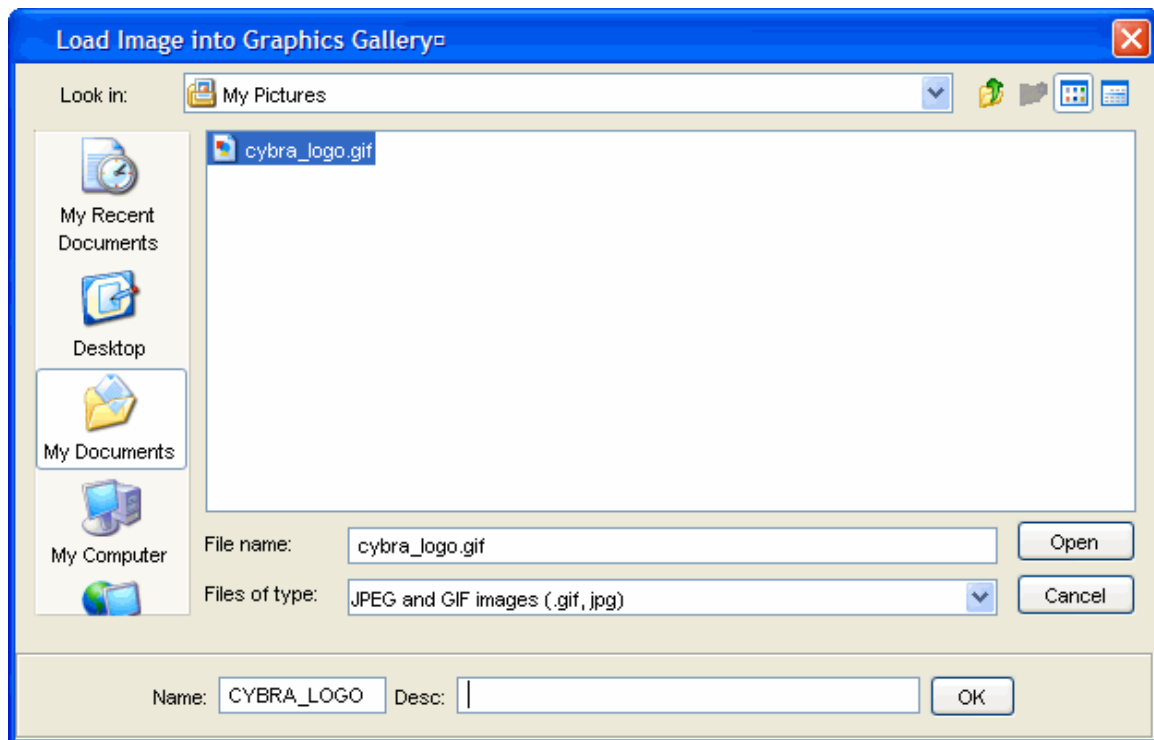 Load Image into Graphics Gallery¤
Look in: My Pictures
cybra_logo.gif
My Recent
Documents
Desktop
My Documents
My Computer
File name: cybra_logo.gif Open
Files of type: JPEG and GIF images (.gif, jpg) Cancel
Name: CYBRA_LOGO Desc: OK